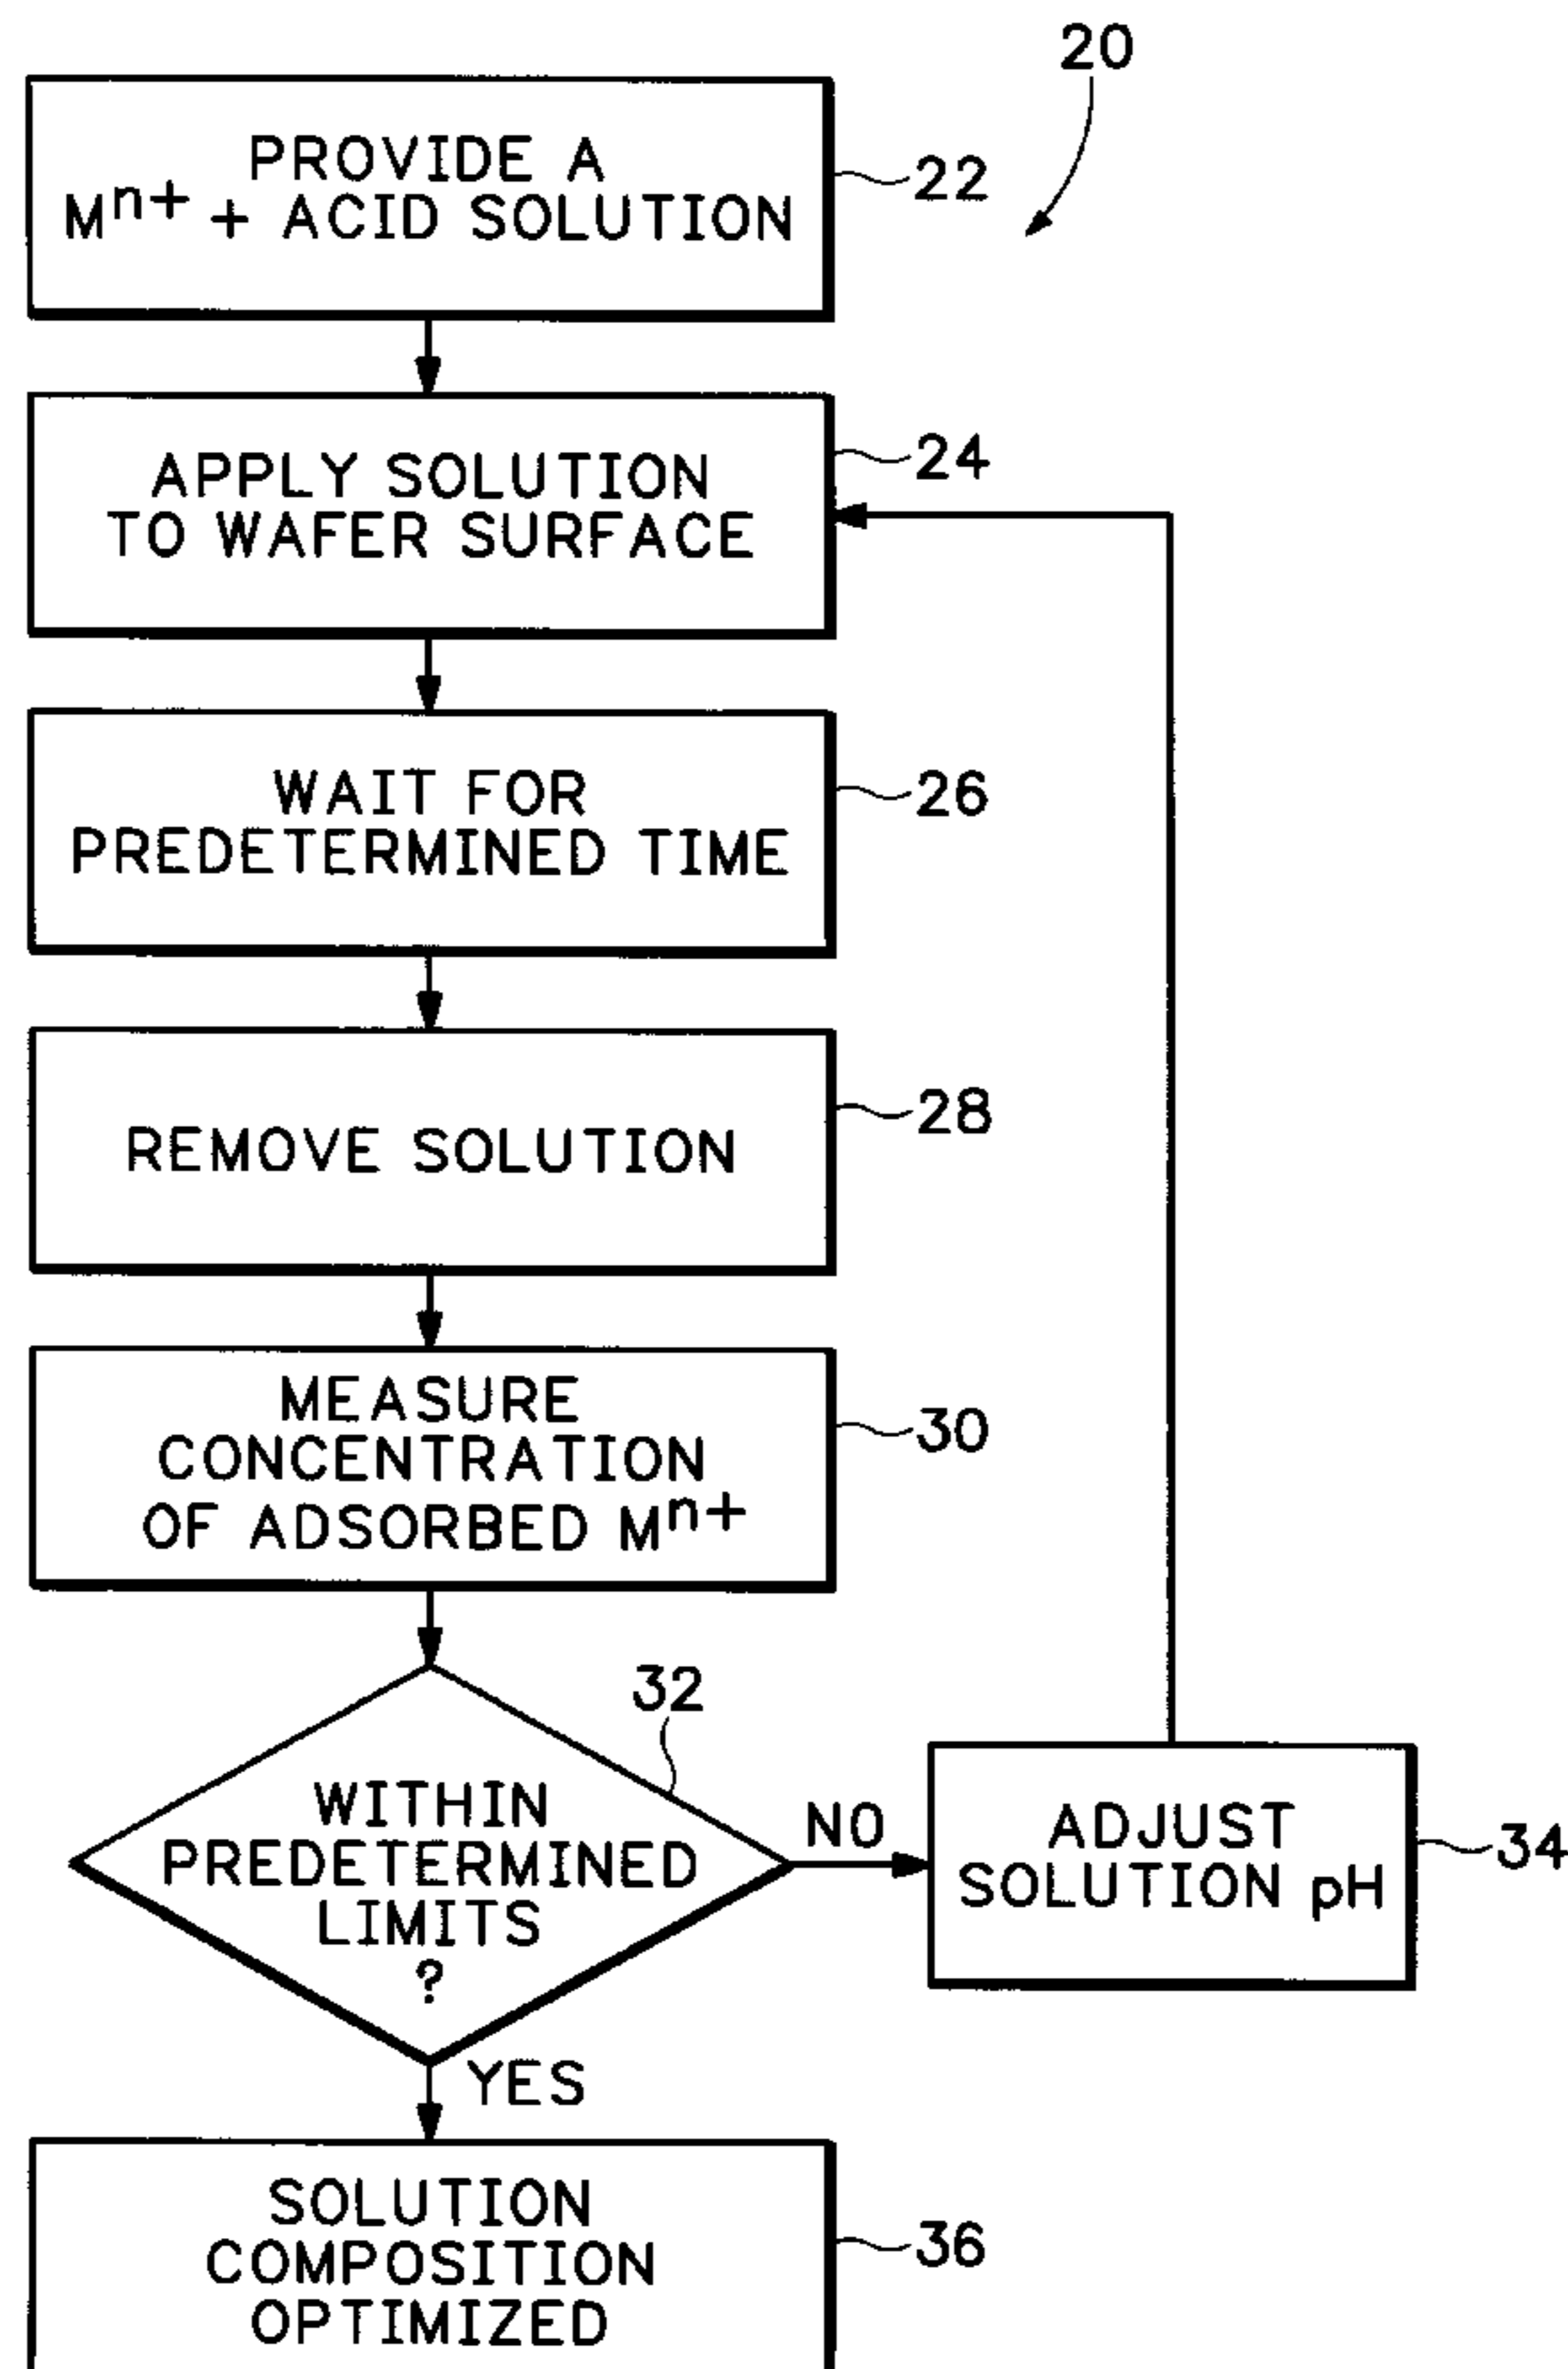 20
PROVIDE A
Mⁿ⁺ + ACID SOLUTION
22
APPLY SOLUTION
TO WAFER SURFACE
24
WAIT FOR
PREDETERMINED TIME
26
REMOVE SOLUTION
28
MEASURE
CONCENTRATION
OF ADSORBED Mⁿ⁺
30
WITHIN
PREDETERMINED
LIMITS
?
32
NO
ADJUST
SOLUTION pH
34
YES
SOLUTION
COMPOSITION
OPTIMIZED
36